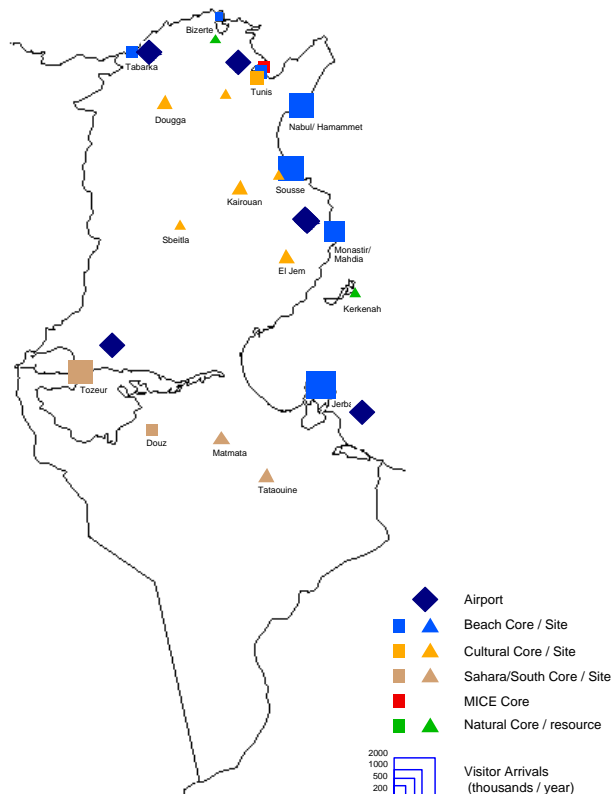 Bizerte
Tabarka
Tunis
Dougga
Nabul/ Hamammet
Sousse
Kairouan
Sbeitla
Monastir/
Mahdia
El Jem
Kerkenah
Tozeur
Jerba
Douz
Matmata
Tataouine
Airport
Beach Core / Site
Cultural Core / Site
Sahara/South Core / Site
MICE Core
Natural Core / resource
2000
1000
500
200
Visitor Arrivals
(thousands / year)